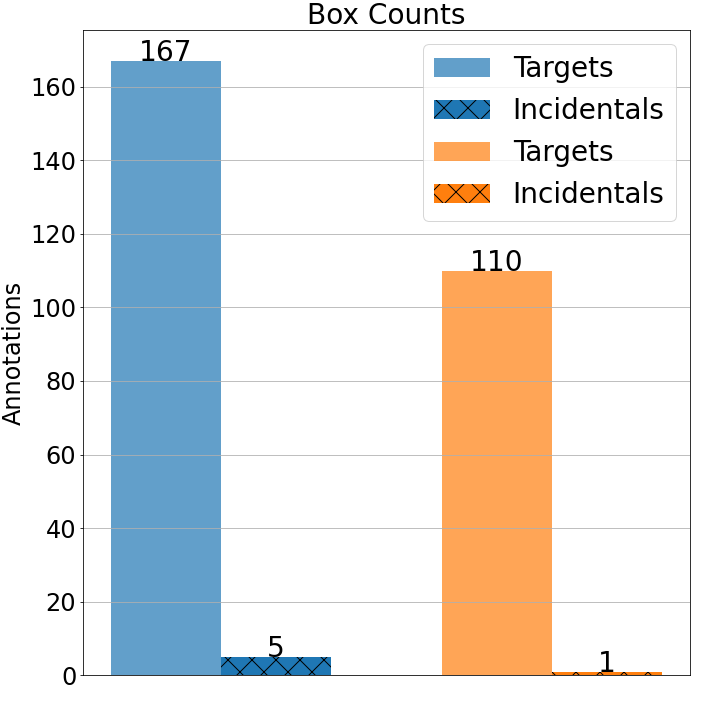 Box Counts
167
Targets
Incidentals
Targets
Incidentals
110
5
1
Annotations
160
140
120
100
80
60
40
20
0